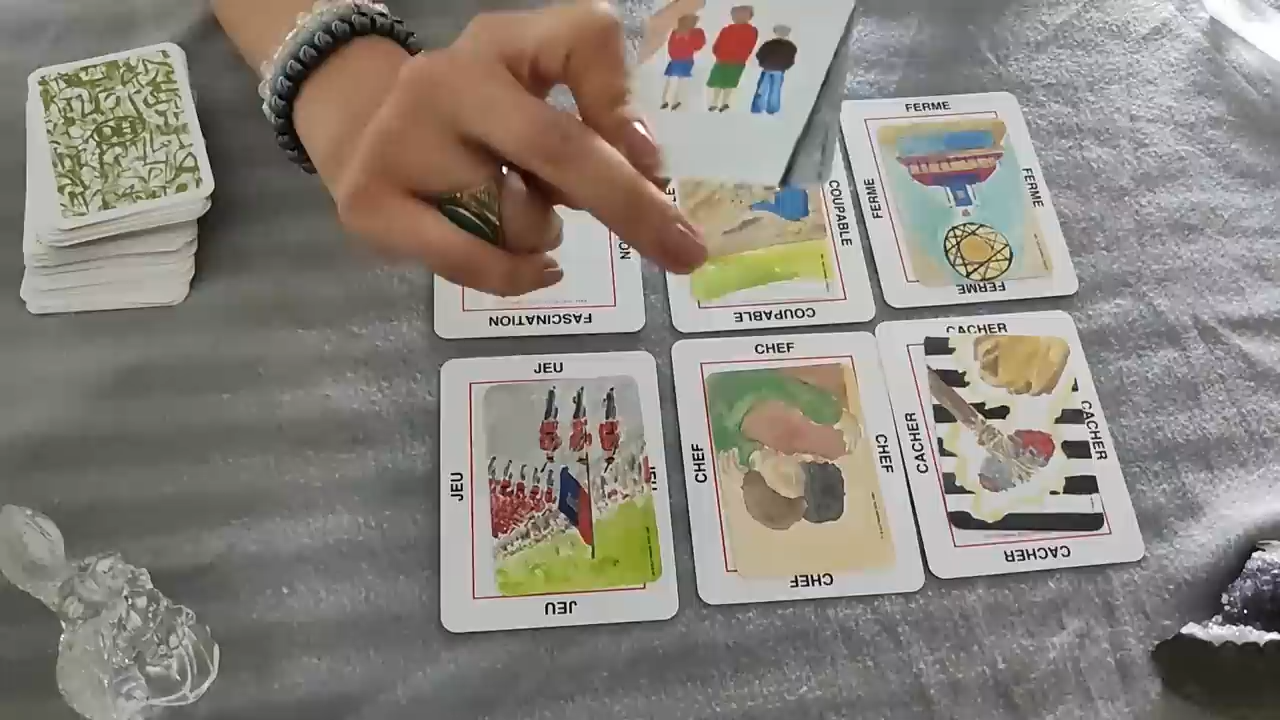 FERME
FERME
FERME
FERME
COUPABLE
COUPABLE
FASCINATION
JEU
JEU
JEU
CHEF
CHEF
CHEF
CHEF
CACHER
CACHER
CACHER
CACHER